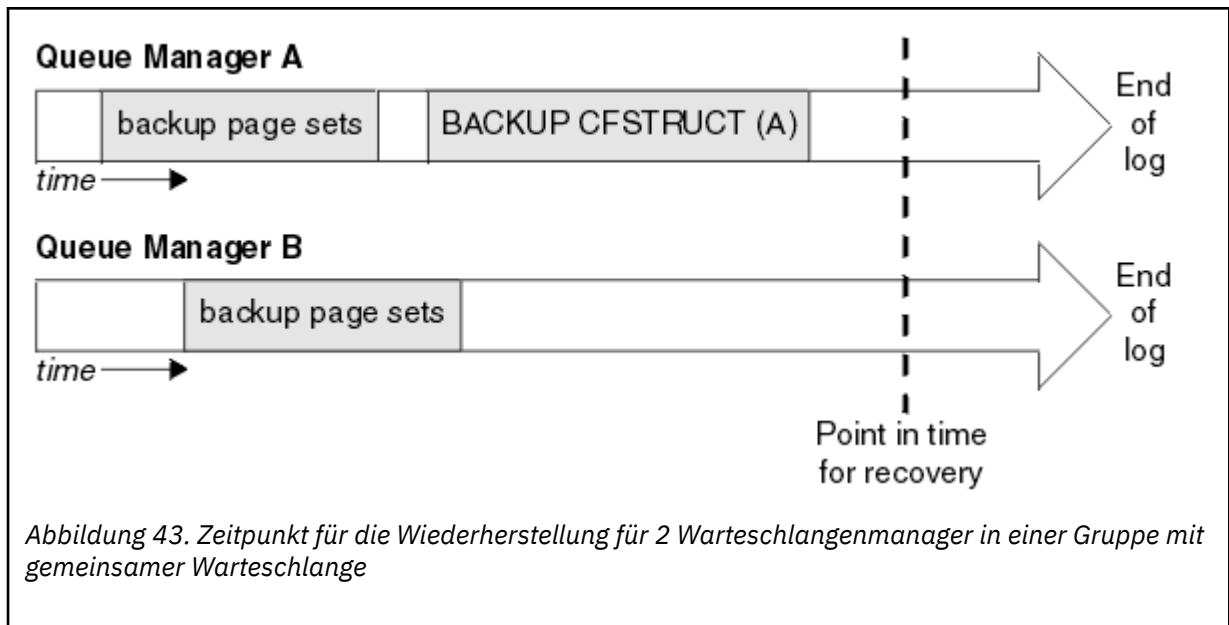 Queue Manager A
backup page sets
BACKUP CFSTRUCT (A)
End
of
log
time
Queue Manager B
backup page sets
End
of
log
time
Point in time
for recovery
Abbildung 43. Zeitpunkt für die Wiederherstellung für 2 Warteschlangenmanager in einer Gruppe mit
gemeinsamer Warteschlange